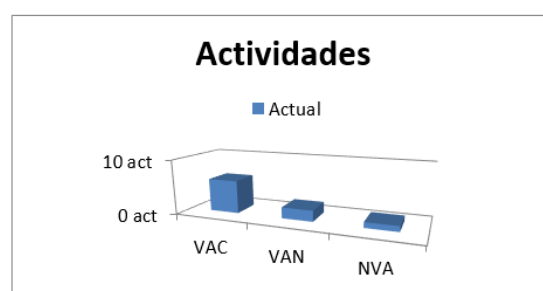 Actividades
Actual
10 act
0 act
VAC
VAN
NVA